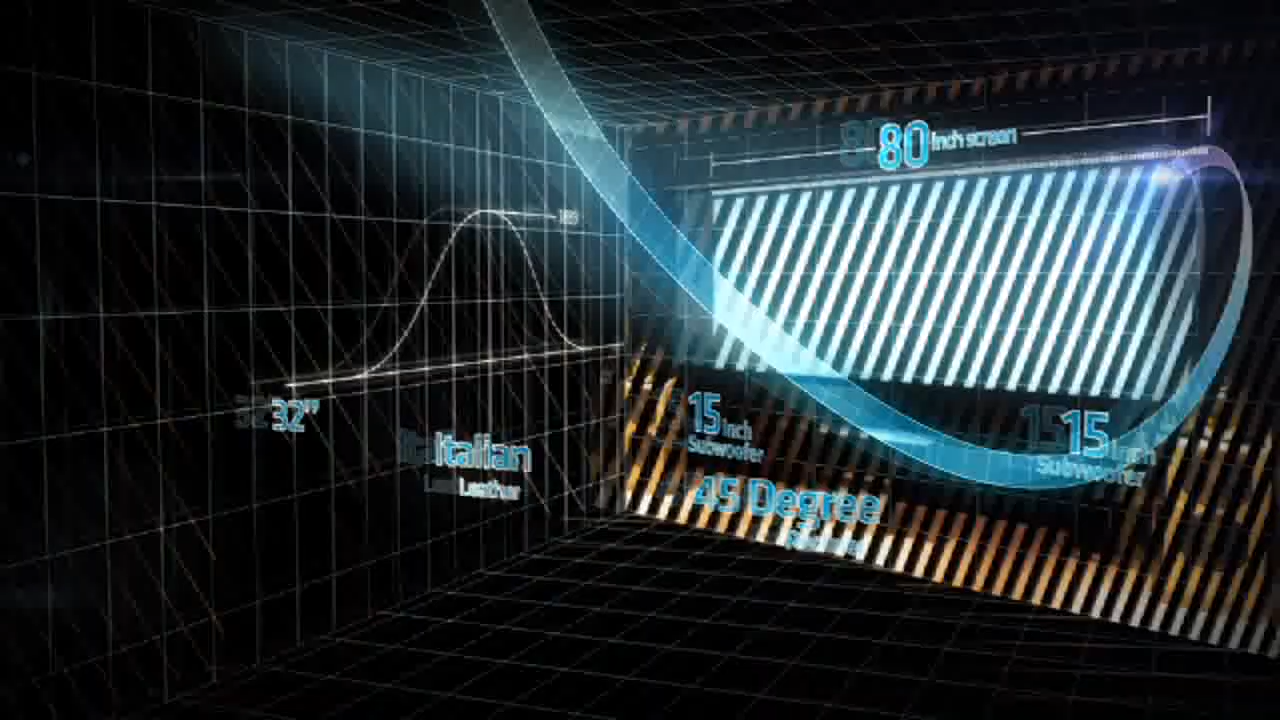 80 Inch screen
32"
Italian
Leather
15 Inch
Subwoofer
15 Inch
Subwoofer
45 Degree